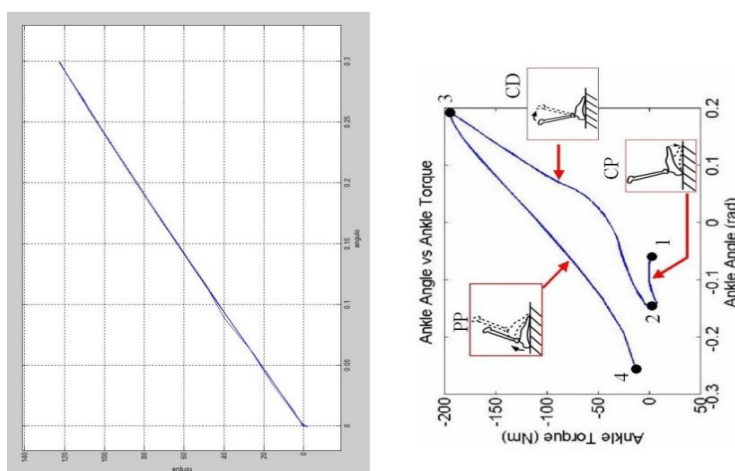 0.3
0.25
0.2
0.15
0.1
0.05
0
angulo
140 120 100 80 60 40 20 0
Ankle Angle vs Ankle Torque
CD
CP
PP
3
1
2
4
0.2
0.1
0
-0.1
-0.2
-0.3
Ankle Angle (rad)
-200 -150 -100 -50 0 50
Ankle Torque (Nm)